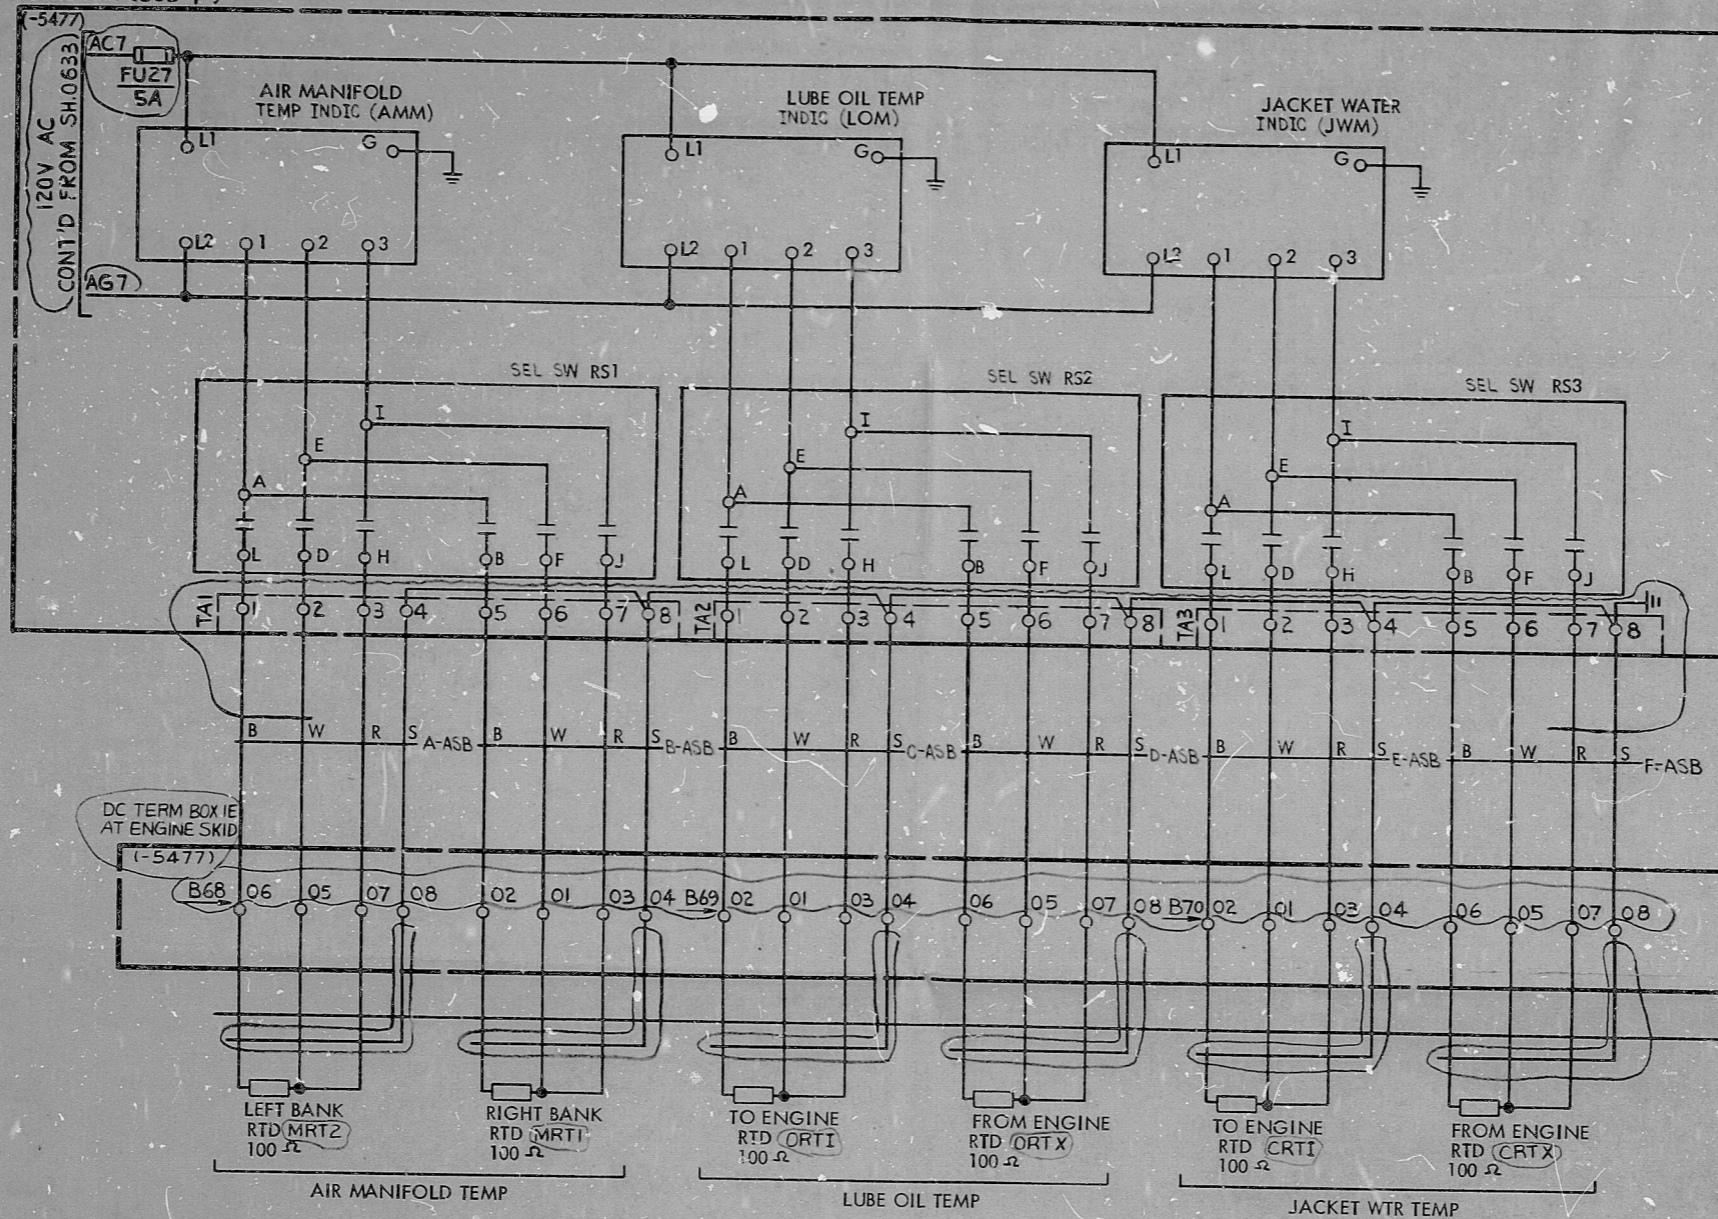 (-5477)
120V AC
CONT'D FROM SH.0633
AC7
FU27
5A
AG7
AIR MANIFOLD
TEMP INDIC (AMM)
LUBE OIL TEMP
INDIC (LOM)
JACKET WATER
INDIC (JWM)
L1 G
L1 G
L1 G
L2 1 2 3
L2 1 2 3
L2 1 2 3
SEL SW RS1
SEL SW RS2
SEL SW RS3
I
E
A
I
E
A
I
E
A
L D H B F J
L D H B F J
L D H B F J
TA1 1 2 3 4 5 6 7 8
TA2 1 2 3 4 5 6 7 8
TA3 1 2 3 4 5 6 7 8
B W R S A-ASB
B W R S B-ASB
B W R S C-ASB
B W R S D-ASB
B W R S E-ASB
B W R S F-ASB
DC TERM BOX IE
AT ENGINE SKID
(-5477)
B68 06 05 07 08 02 01 03 04
B69 02 01 03 04 06 05 07 08
B70 02 01 03 04 06 05 07 08
LEFT BANK
RTD MRT2
100 Ω
RIGHT BANK
RTD MRT1
100 Ω
TO ENGINE
RTD ORTI
100 Ω
FROM ENGINE
RTD ORTX
100 Ω
TO ENGINE
RTD CRTI
100 Ω
FROM ENGINE
RTD CRTX
100 Ω
AIR MANIFOLD TEMP
LUBE OIL TEMP
JACKET WTR TEMP